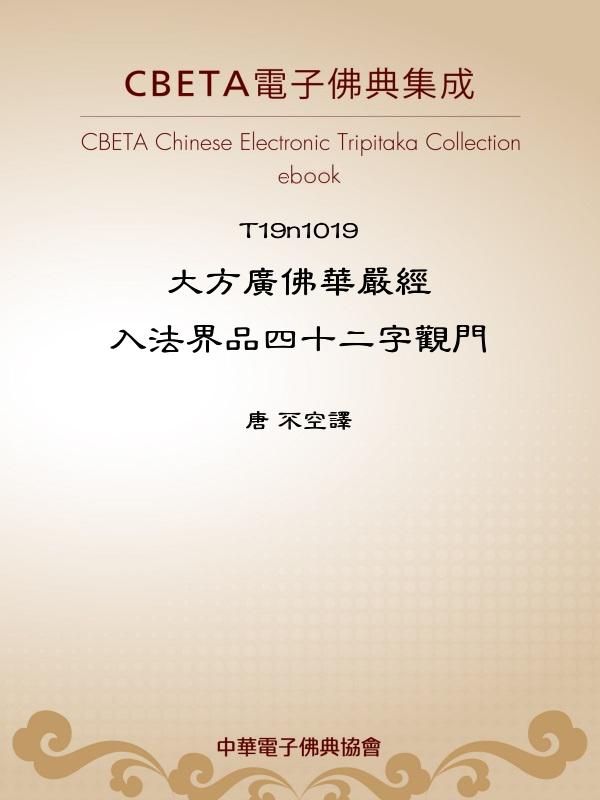 CBETA電子佛典集成
CBETA Chinese Electronic Tripitaka Collection
ebook
T19n1019
大方廣佛華嚴經
入法界品四十二字觀門
唐 不空譯
中華電子佛典協會